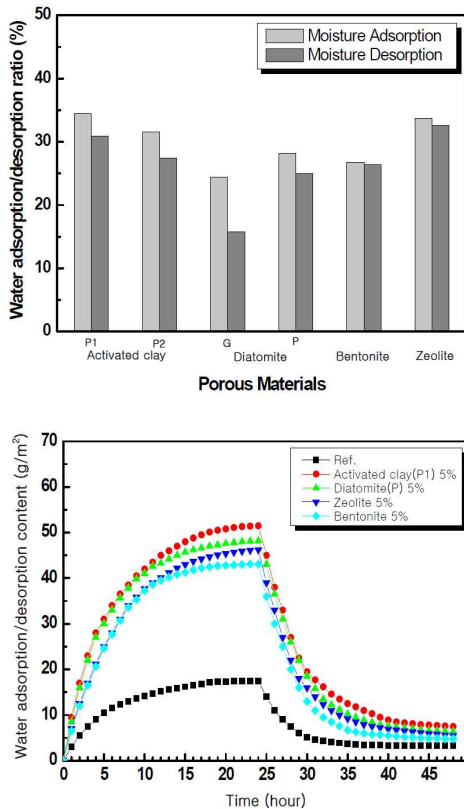 Water adsorption/desorption ratio (%)
50
40
30
20
10
0
Moisture Adsorption
Moisture Desorption
P1 P2 G P
Activated clay Diatomite Bentonite Zeolite
Porous Materials
Water adsorption/desorption content (g/m²)
70
60
50
40
30
20
10
0
Ref.
Activated clay(P1) 5%
Diatomite(P) 5%
Zeolite 5%
Bentonite 5%
0 5 10 15 20 25 30 35 40 45
Time (hour)